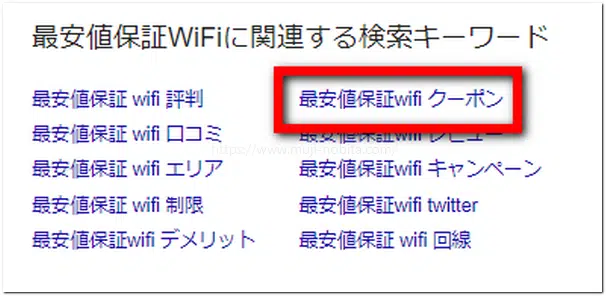 最安値保証WiFiに関連する検索キーワード
最安値保証 wifi 評判
最安値保証wifi クーポン
最安値保証 wifi 口コミ
最安値保証wifi レビュー
最安値保証 wifi エリア
最安値保証wifi キャンペーン
最安値保証 wifi 制限
最安値保証wifi twitter
最安値保証wifi デメリット
最安値保証 wifi 回線